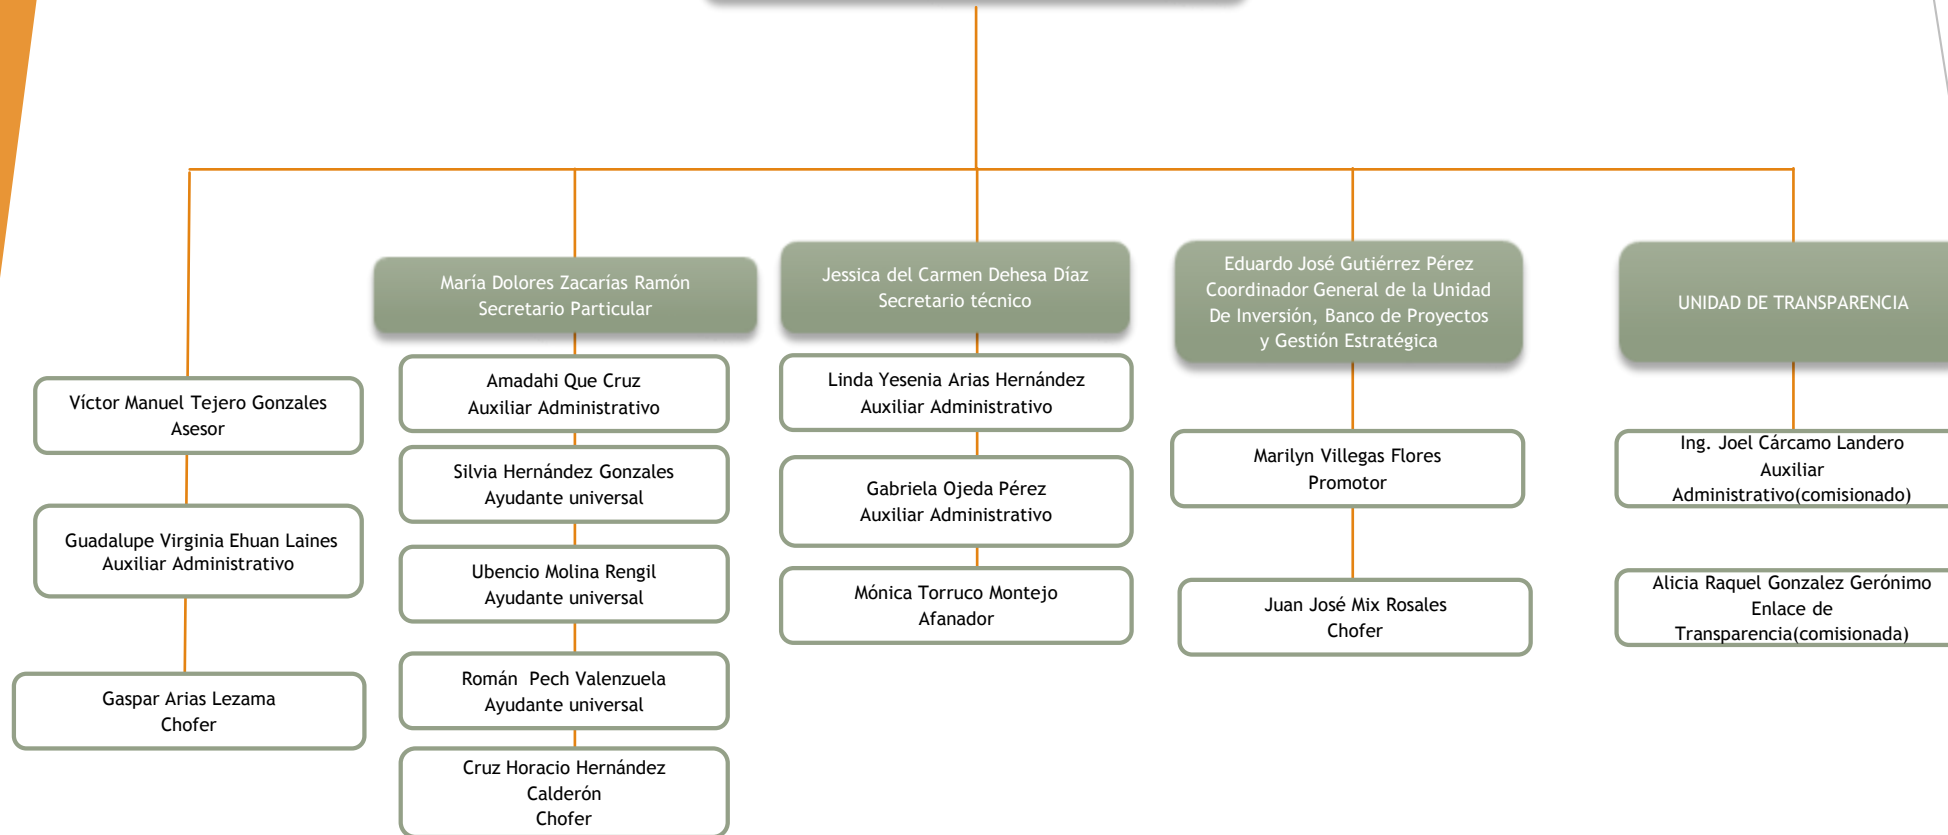 Víctor Manuel Tejero Gonzales
Asesor
Guadalupe Virginia Ehuan Laines
Auxiliar Administrativo
Gaspar Arias Lezama
Chofer
María Dolores Zacarías Ramón
Secretario Particular
Amadahi Que Cruz
Auxiliar Administrativo
Silvia Hernández Gonzales
Ayudante universal
Ubencio Molina Rengil
Ayudante universal
Román  Pech Valenzuela
Ayudante universal
Cruz Horacio Hernández
Calderón
Chofer
Jessica del Carmen Dehesa Díaz
Secretario técnico
Linda Yesenia Arias Hernández
Auxiliar Administrativo
Gabriela Ojeda Pérez
Auxiliar Administrativo
Mónica Torruco Montejo
Afanador
Eduardo José Gutiérrez Pérez
Coordinador General de la Unidad
De Inversión, Banco de Proyectos
y Gestión Estratégica
Marilyn Villegas Flores
Promotor
Juan José Mix Rosales
Chofer
UNIDAD DE TRANSPARENCIA
Ing. Joel Cárcamo Landero
Auxiliar
Administrativo(comisionado)
Alicia Raquel Gonzalez Gerónimo
Enlace de
Transparencia(comisionada)